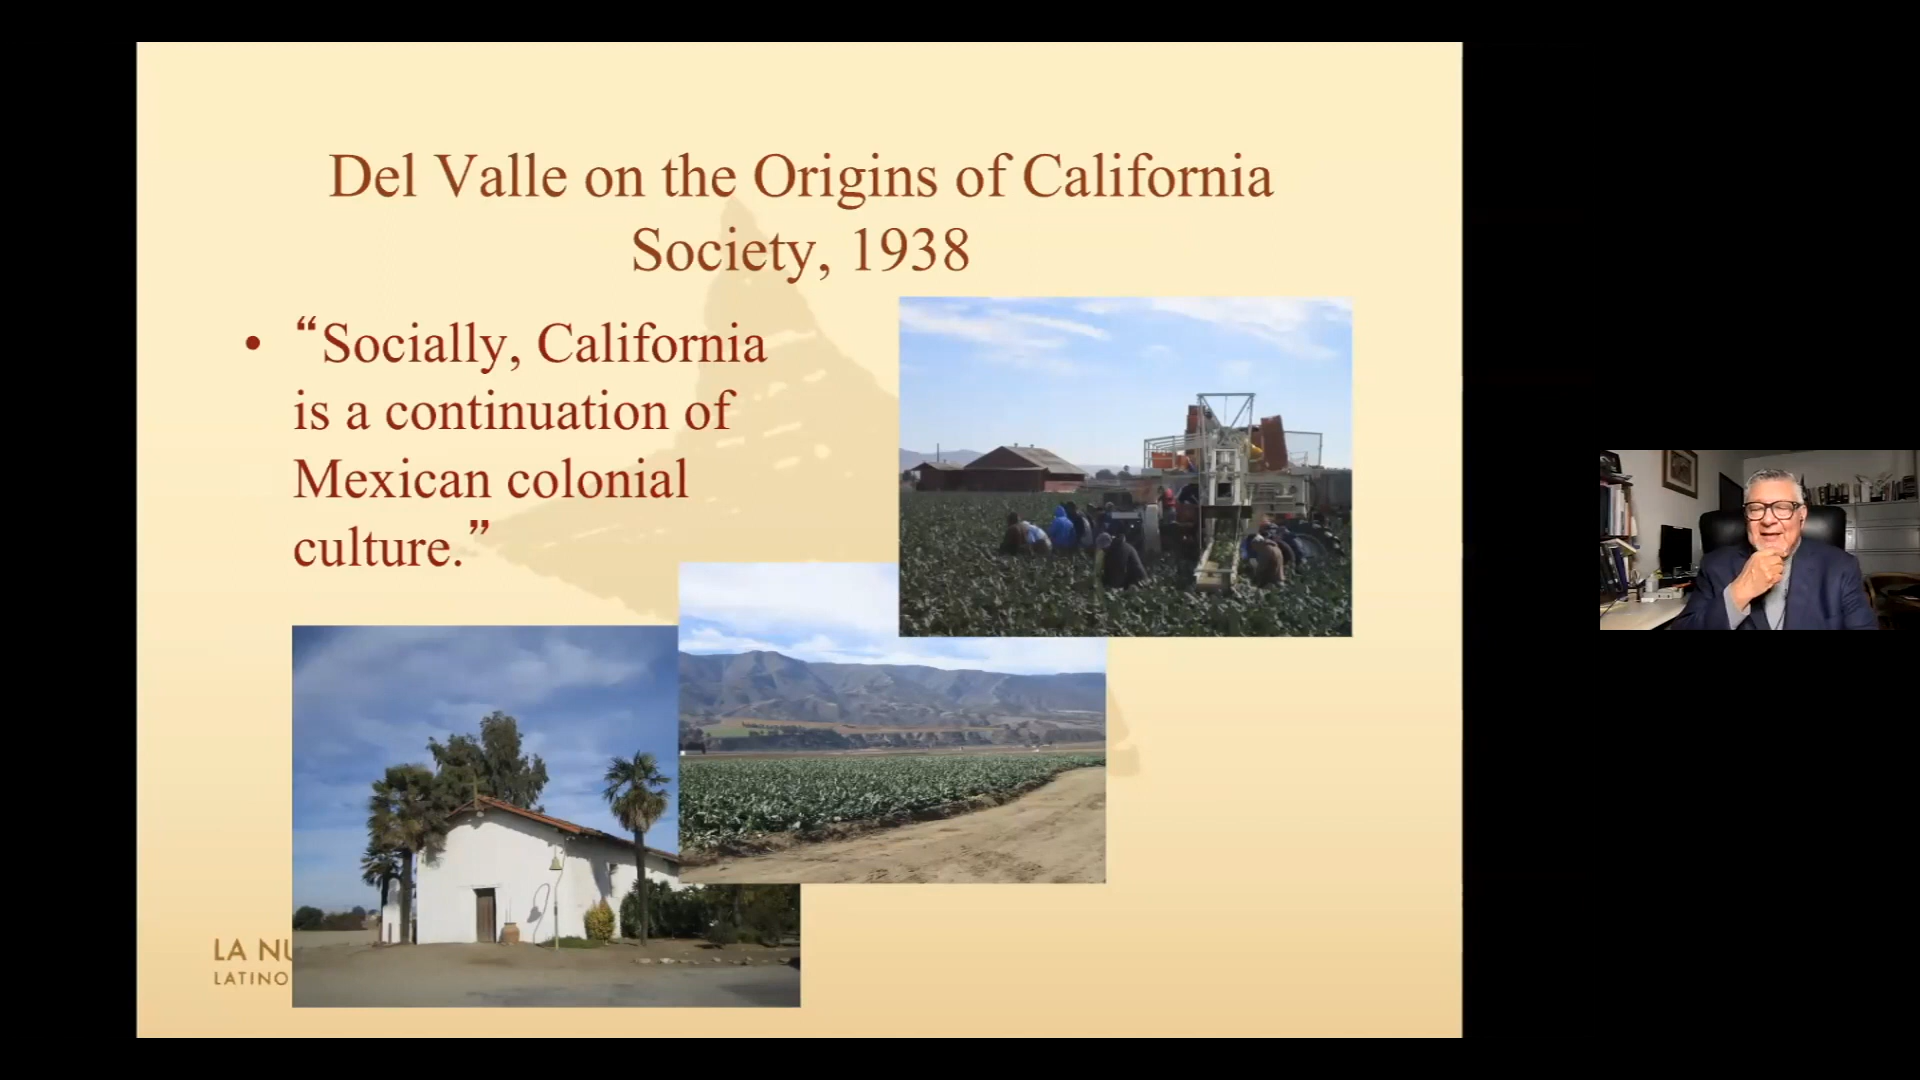 Del Valle on the Origins of California
Society, 1938
• “Socially, California
is a continuation of
Mexican colonial
culture.”
LA NU
LATINO